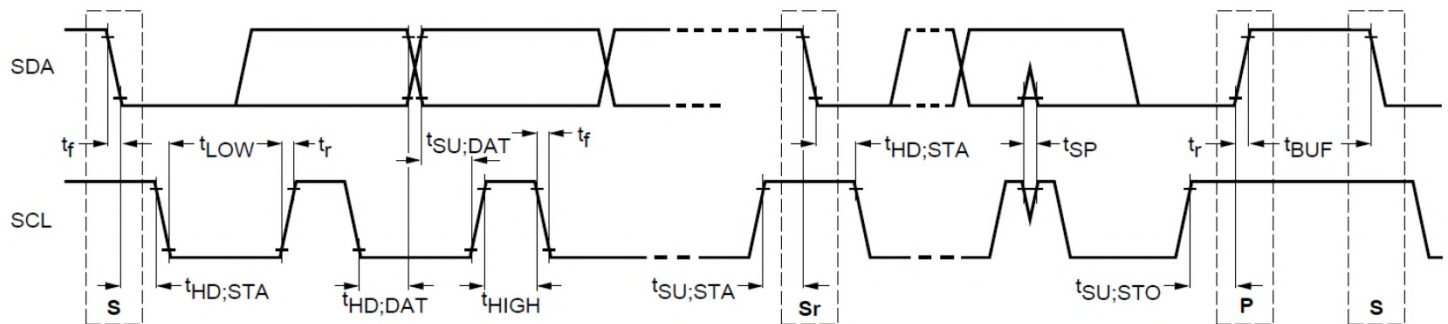 SDA
t_f t_LOW t_r t_SU;DAT t_f t_HD;STA t_SP t_r t_BUF
SCL
S t_HD;STA t_HD;DAT t_HIGH t_SU;STA Sr t_SU;STO P S